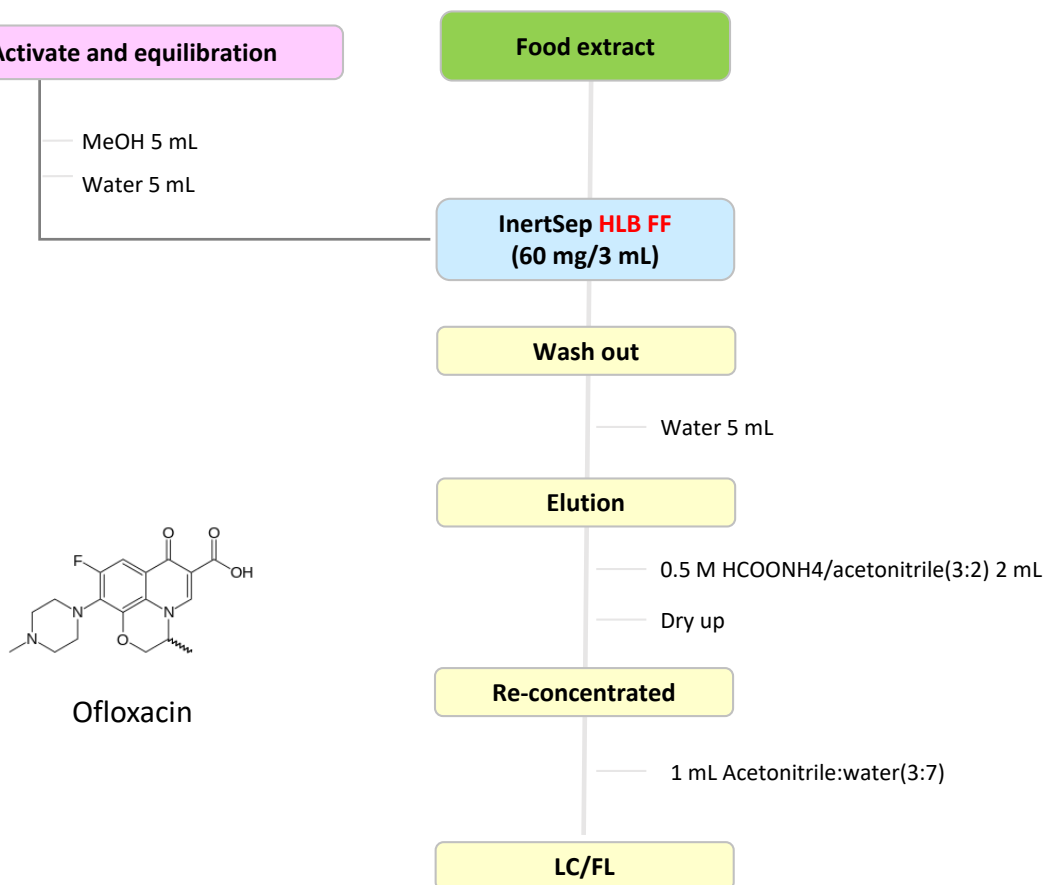 Activate and equilibration
Food extract
MeOH 5 mL
Water 5 mL
InertSep HLB FF
(60 mg/3 mL)
Wash out
Water 5 mL
Elution
0.5 M HCOONH4/acetonitrile(3:2) 2 mL
Dry up
Re-concentrated
1 mL Acetonitrile:water(3:7)
LC/FL
O
O
F
OH
N
N
N
O
Ofloxacin